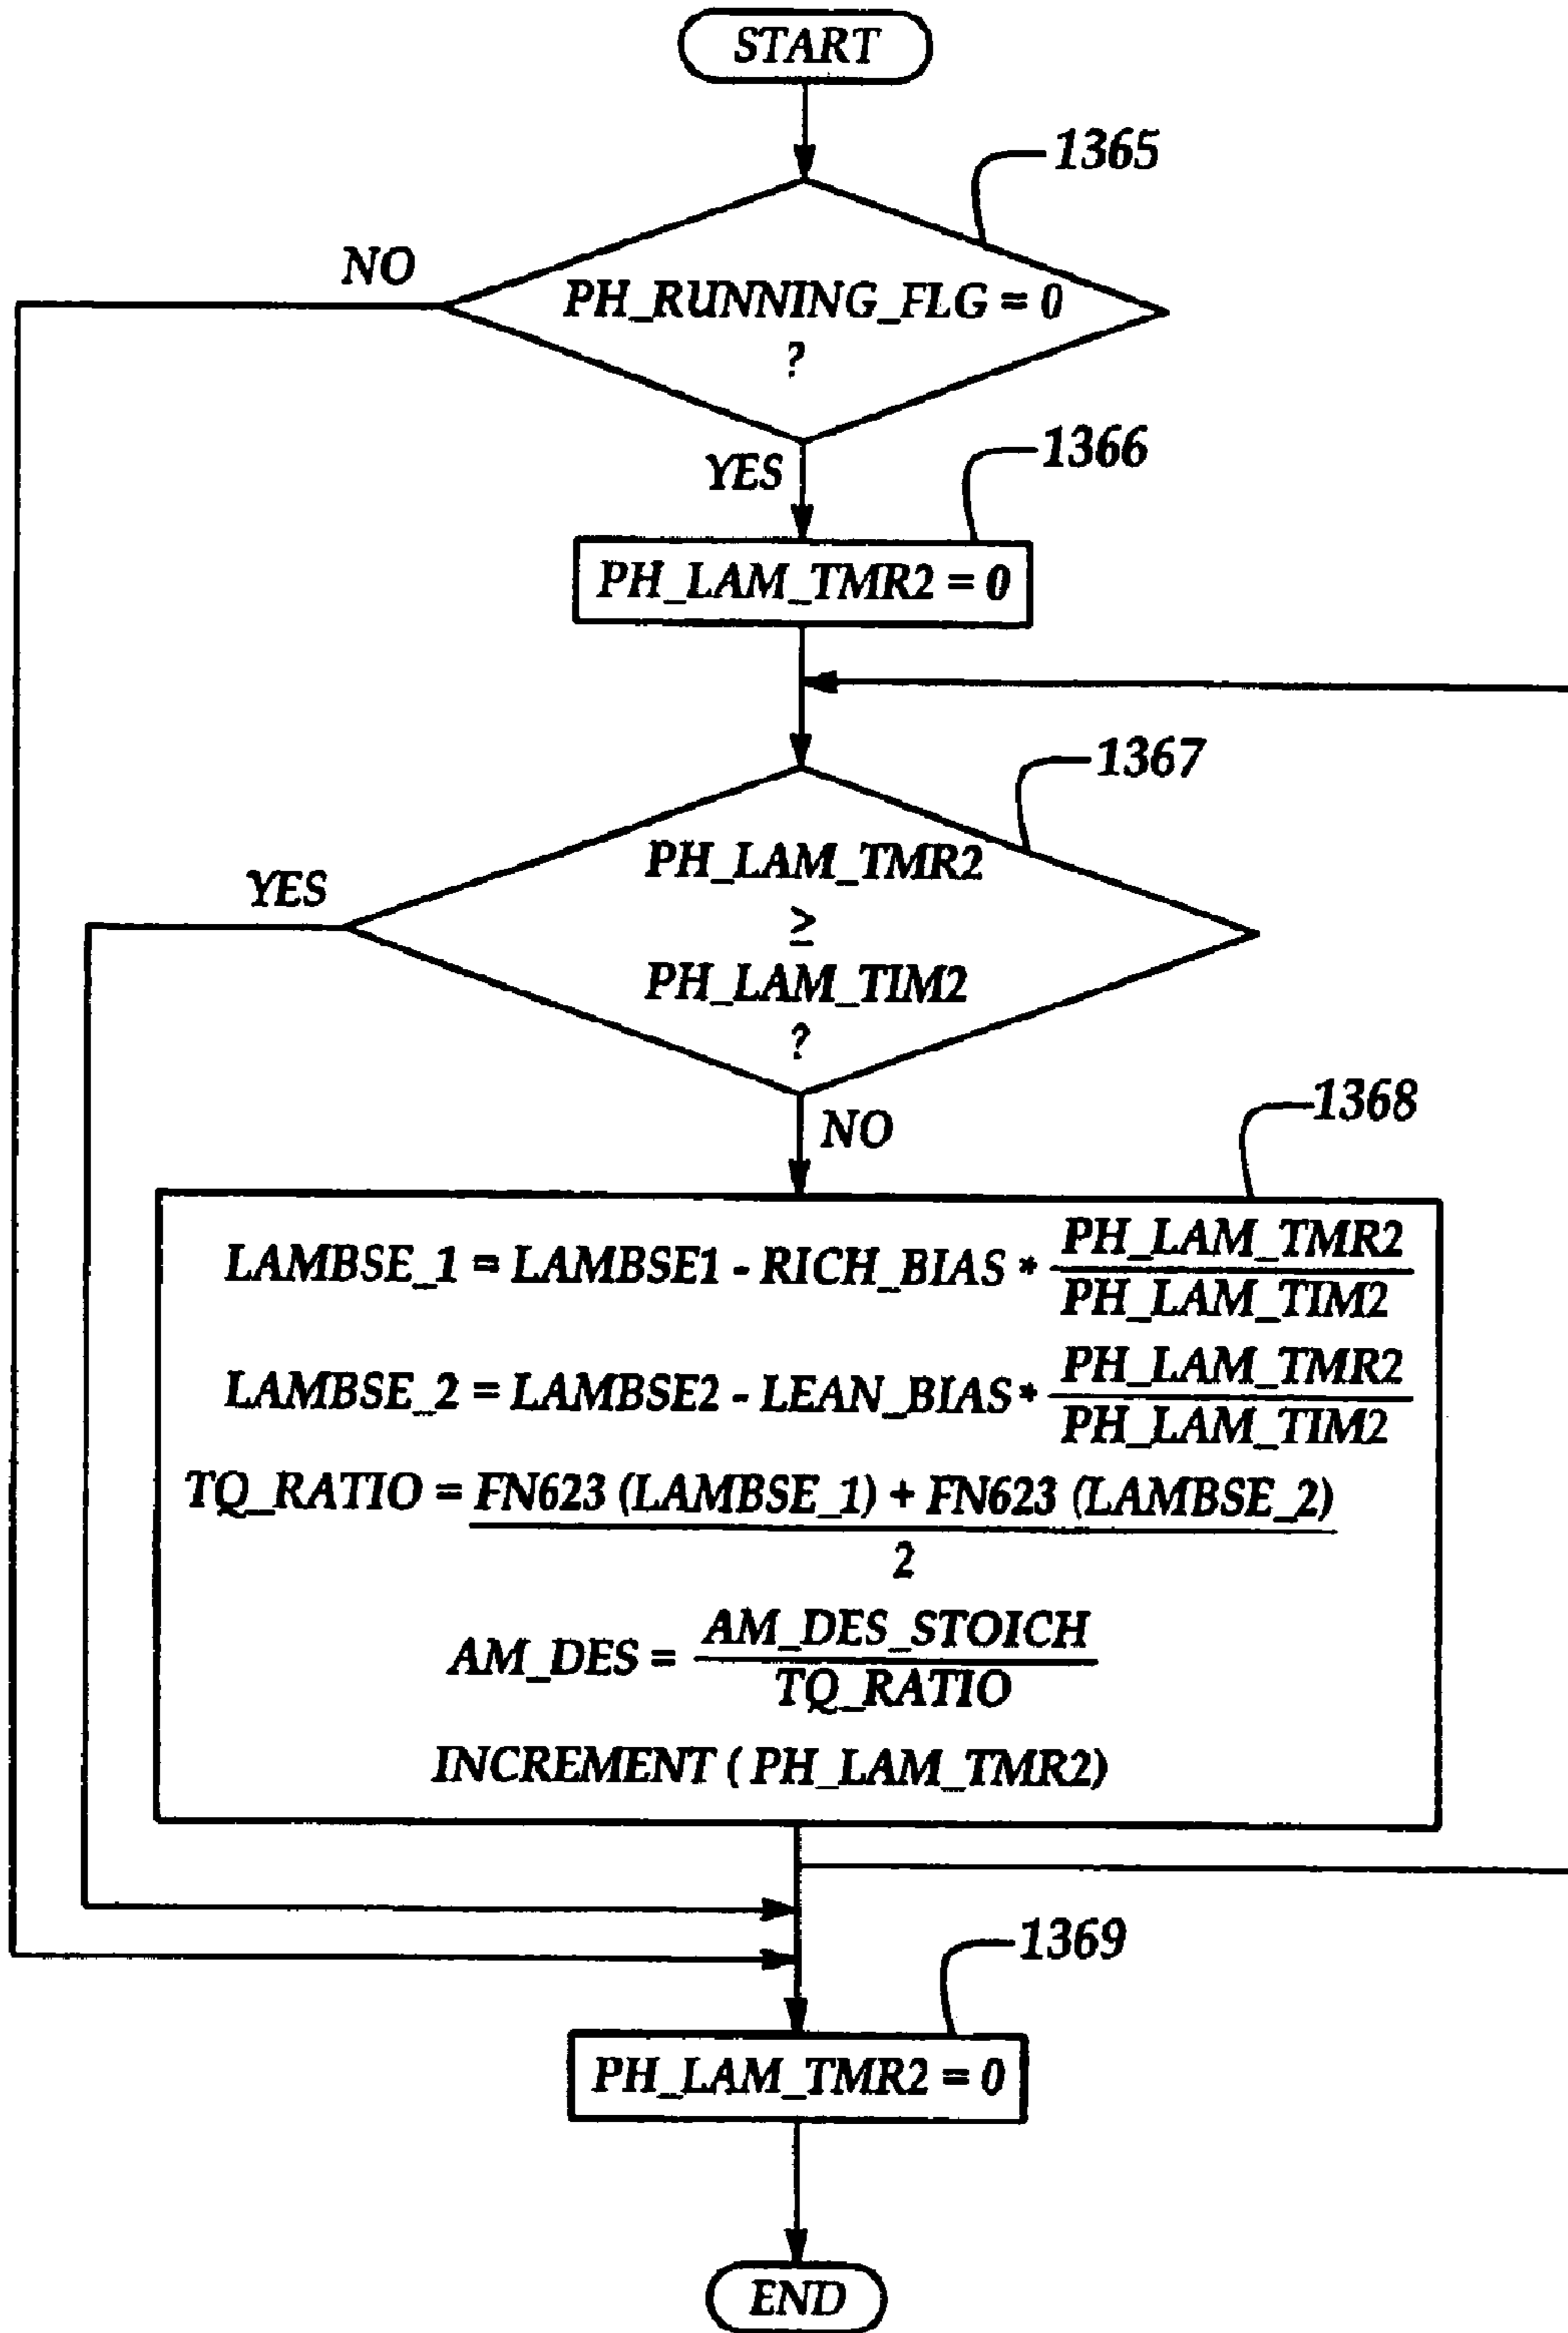 START
1365
NO
PH_RUNNING_FLG = 0
?
YES
1366
PH_LAM_TMR2 = 0
1367
YES
PH_LAM_TMR2
≥
PH_LAM_TIM2
?
NO
1368
LAMBSE_1 = LAMBSE1 - RICH_BIAS * PH_LAM_TMR2
PH_LAM_TIM2
LAMBSE_2 = LAMBSE2 - LEAN_BIAS * PH_LAM_TMR2
PH_LAM_TIM2
TQ_RATIO = FN623 (LAMBSE_1) + FN623 (LAMBSE_2)
2
AM_DES = AM_DES_STOICH
TQ_RATIO
INCREMENT ( PH_LAM_TMR2)
1369
PH_LAM_TMR2 = 0
END